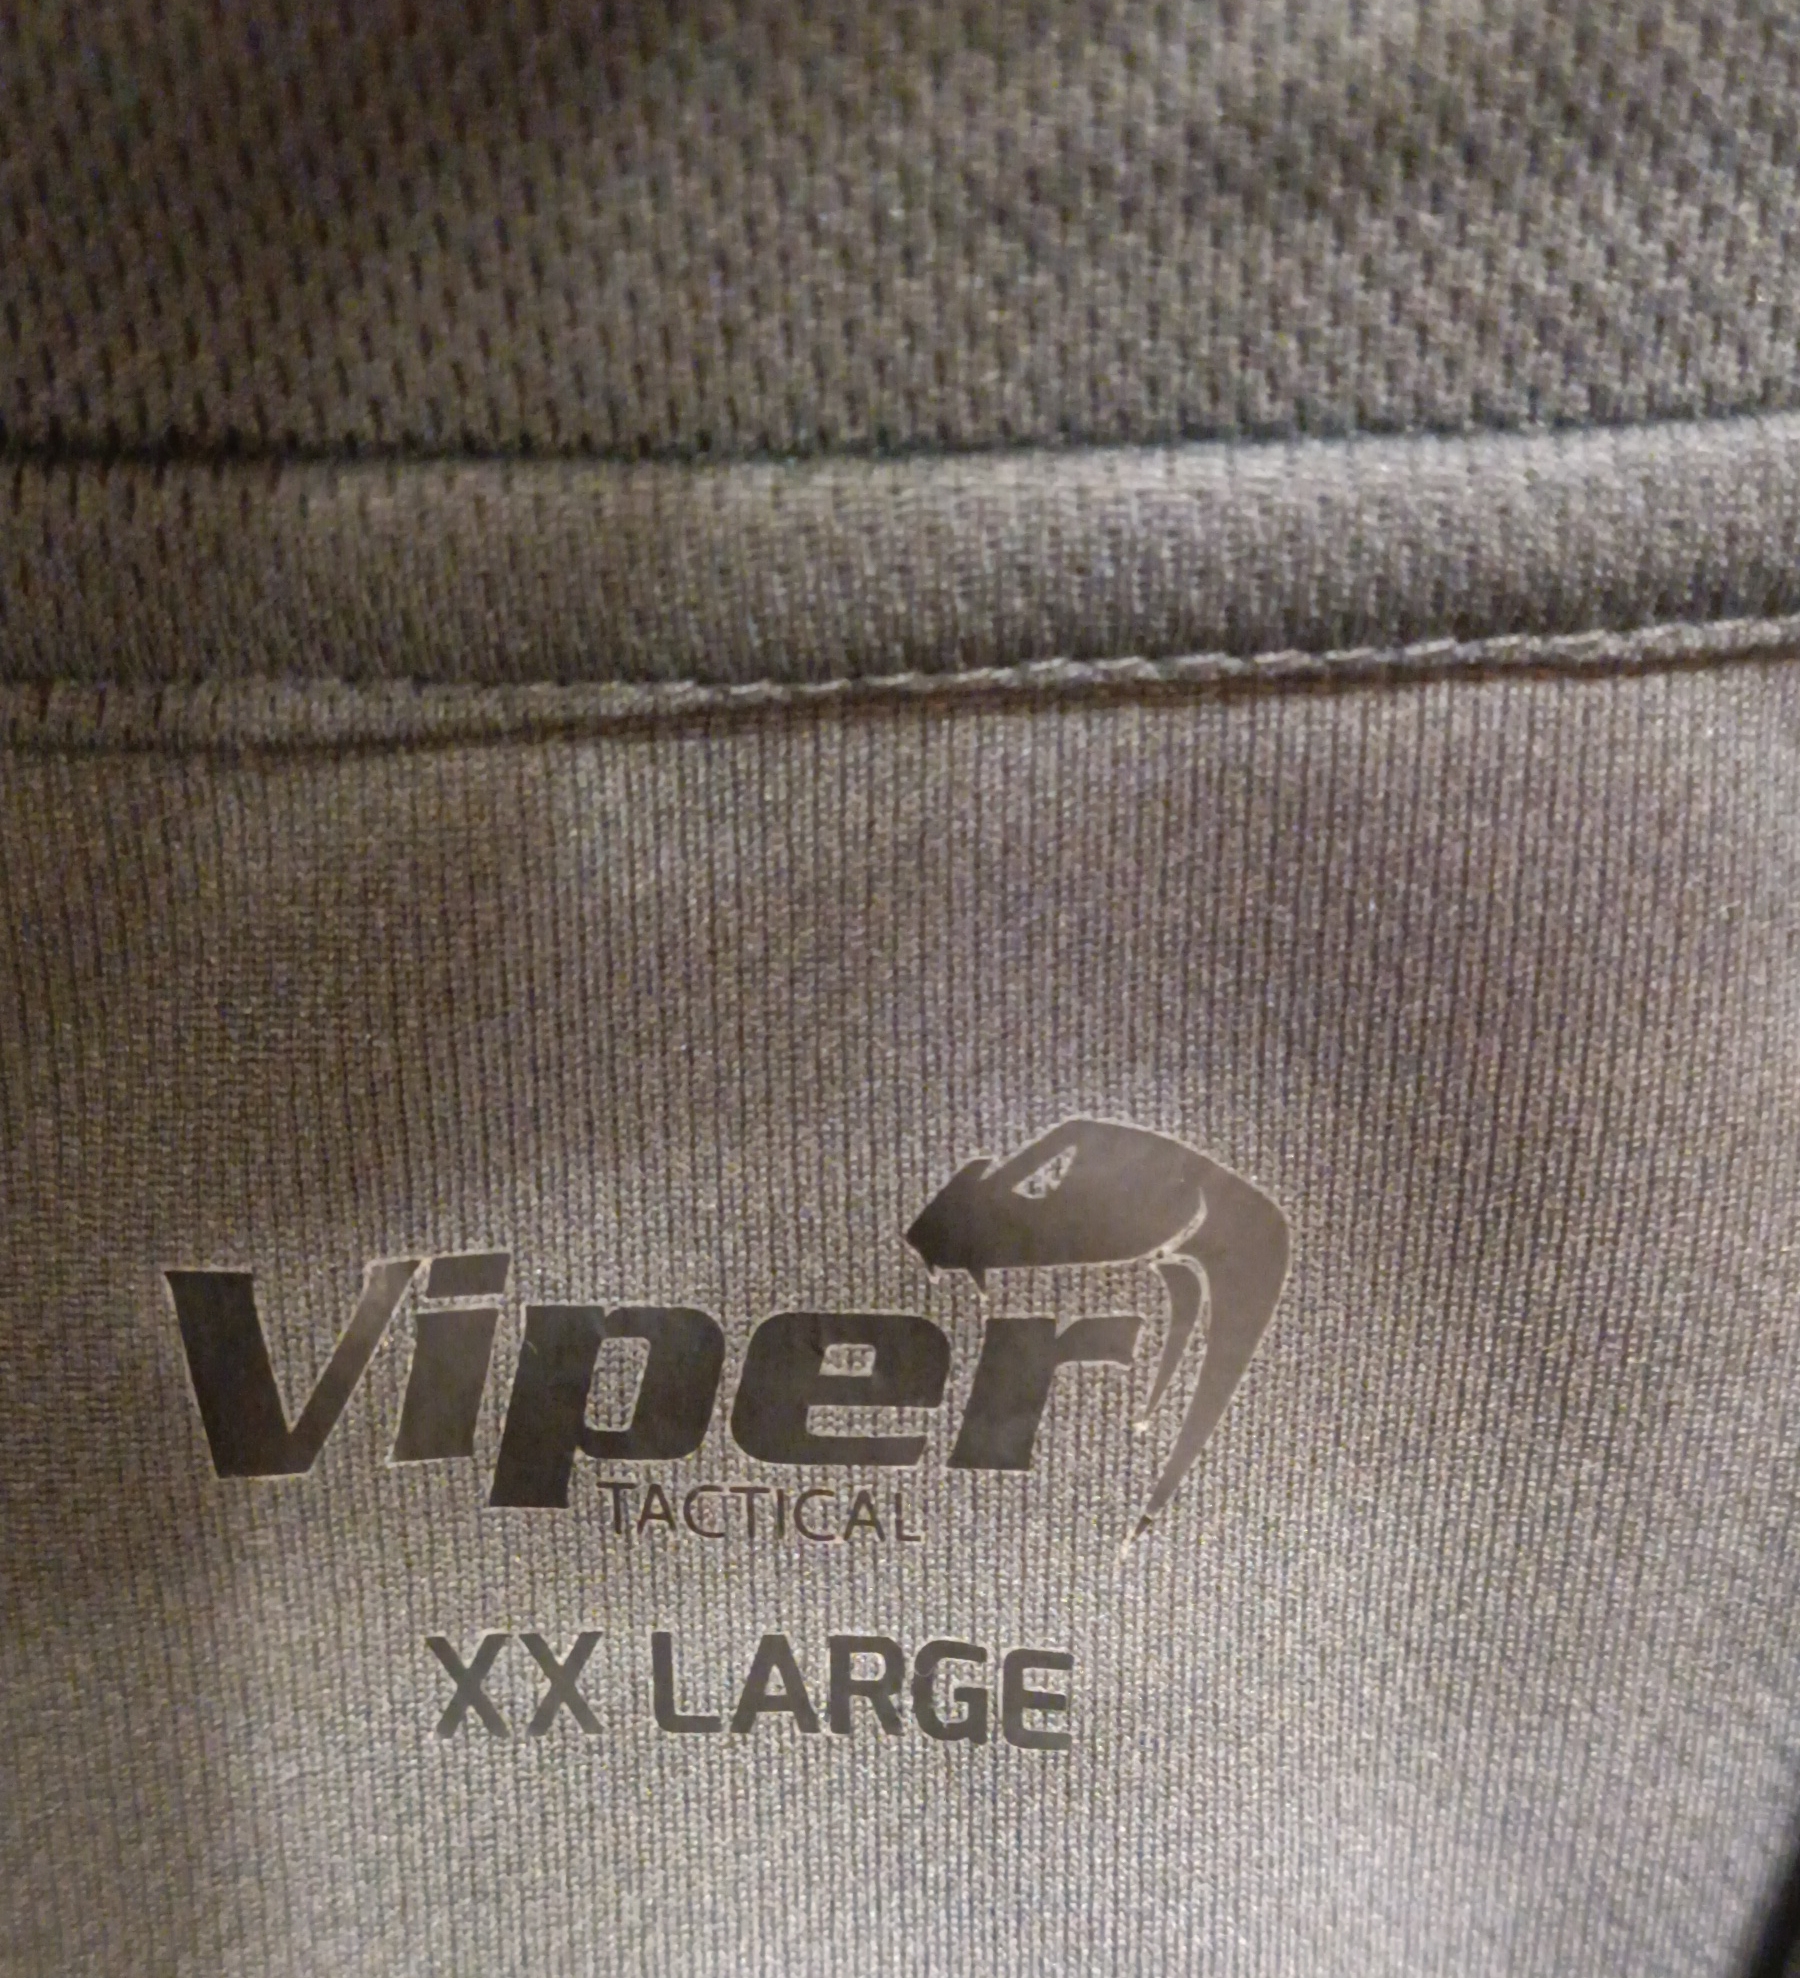 Viper
TACTICAL
XX LARGE